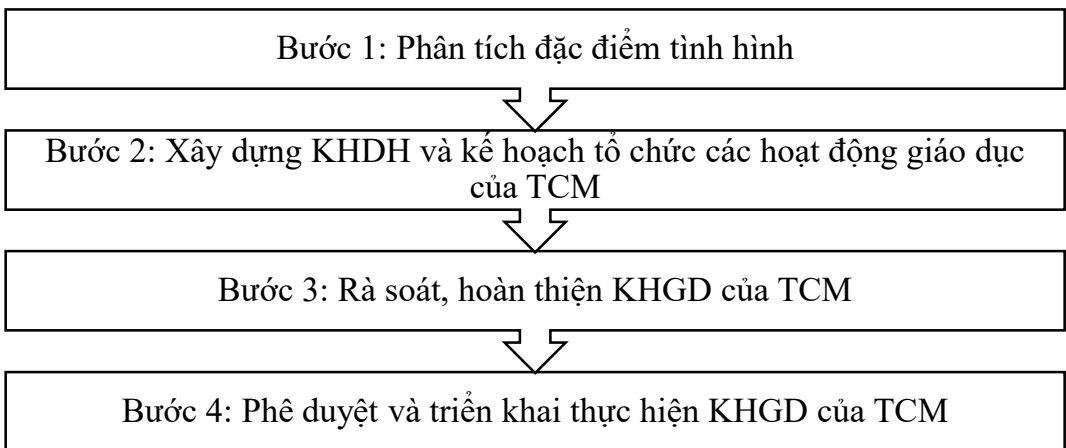 Bước 1: Phân tích đặc điểm tình hình
Bước 2: Xây dựng KHDH và kế hoạch tổ chức các hoạt động giáo dục
của TCM
Bước 3: Rà soát, hoàn thiện KHGD của TCM
Bước 4: Phê duyệt và triển khai thực hiện KHGD của TCM